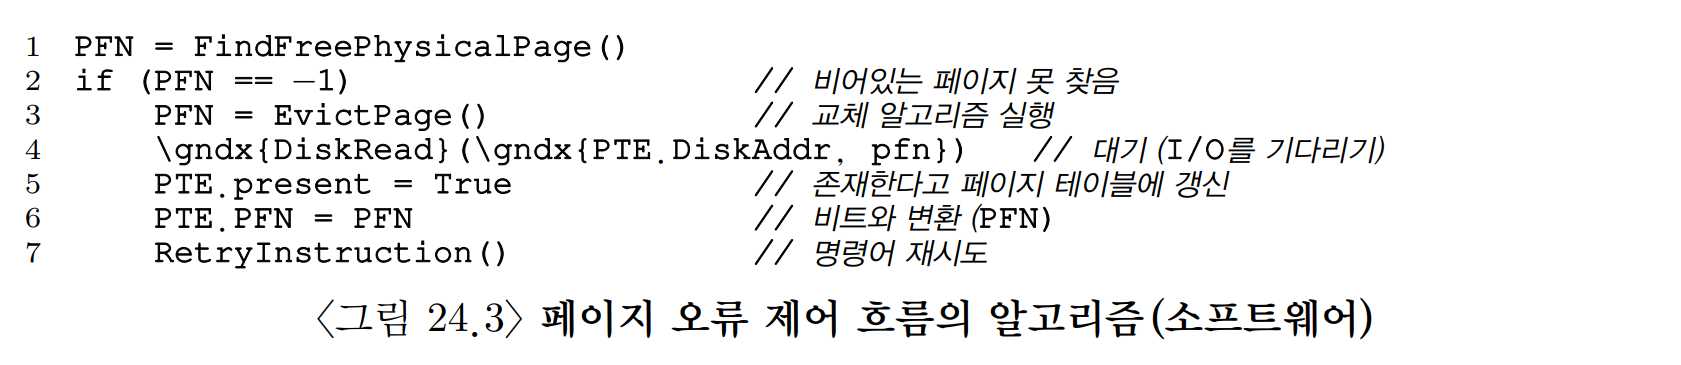 1 PFN = FindFreePhysicalPage()
2 if (PFN == −1) // 비어있는 페이지 못 찾음
3 PFN = EvictPage() // 교체 알고리즘 실행
4 \gndx{DiskRead}(\gndx{PTE.DiskAddr, pfn}) // 대기 (I/O를 기다리기)
5 PTE.present = True // 존재한다고 페이지 테이블에 갱신
6 PTE.PFN = PFN // 비트와 변환 (PFN)
7 RetryInstruction() // 명령어 재시도
〈그림 24.3〉 페이지 오류 제어 흐름의 알고리즘(소프트웨어)